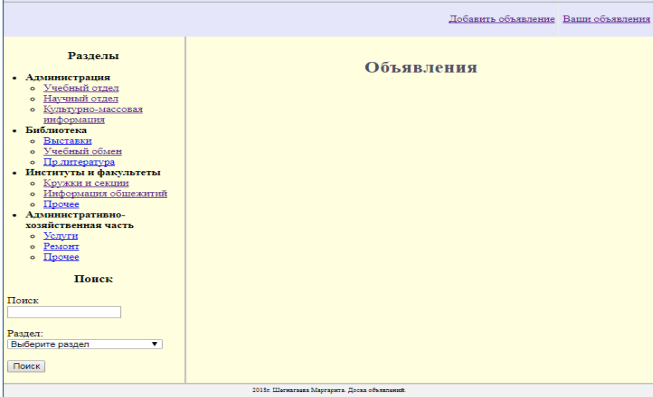 Добавить объявление Ваши объявления
Разделы
Администрация
Учебный отдел
Научный отдел
Культурно-массовая
информация
Библиотека
Выставки
Учебный обмен
Пр.литература
Институты и факультеты
Кружки и секции
Информация общежитий
Прочее
Административно-
хозяйственная часть
Услуги
Ремонт
Прочее
Поиск
Поиск
Раздел:
Выберите раздел
Поиск
Объявления
2018г. Маргарита. Доска объявлений.